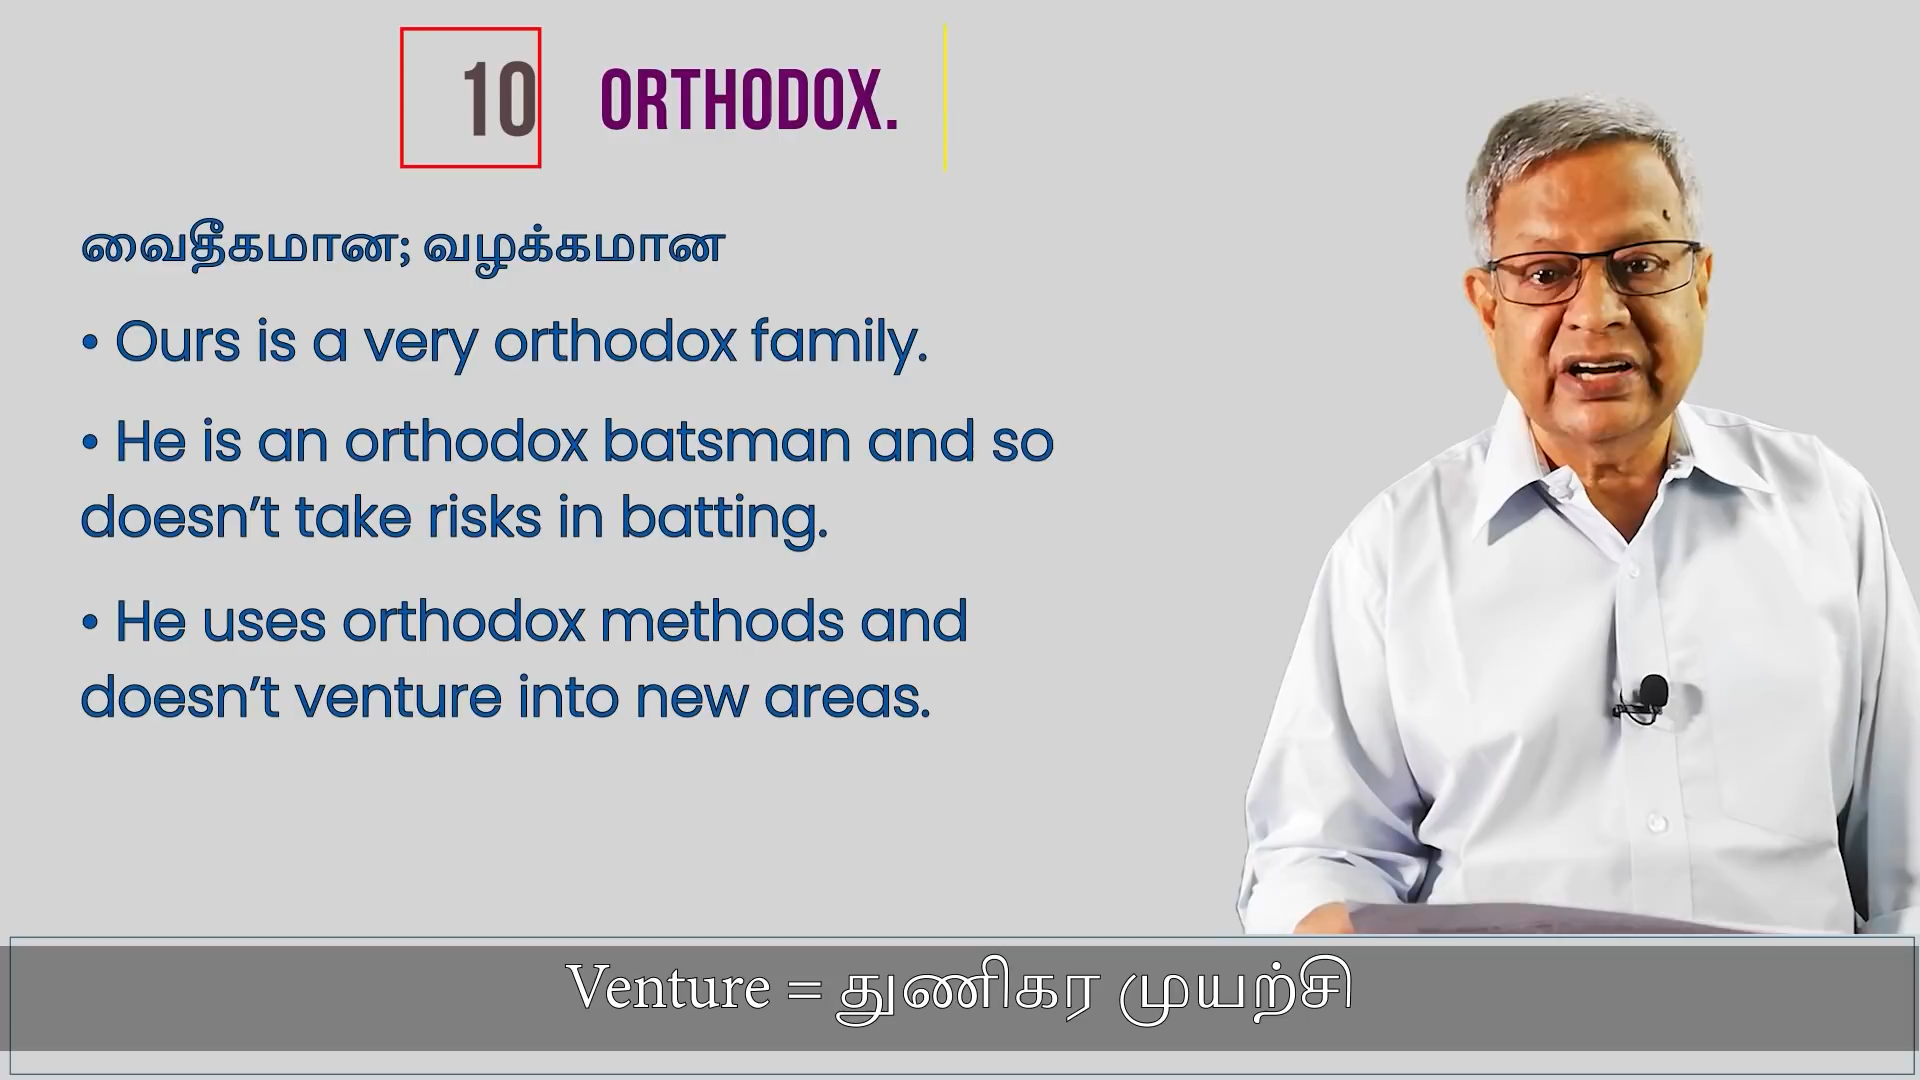 10 ORTHODOX.
வைதீகமான; வழக்கமான
• Ours is a very orthodox family.
• He is an orthodox batsman and so
doesn’t take risks in batting.
• He uses orthodox methods and
doesn’t venture into new areas.
Venture = துணிகர முயற்சி